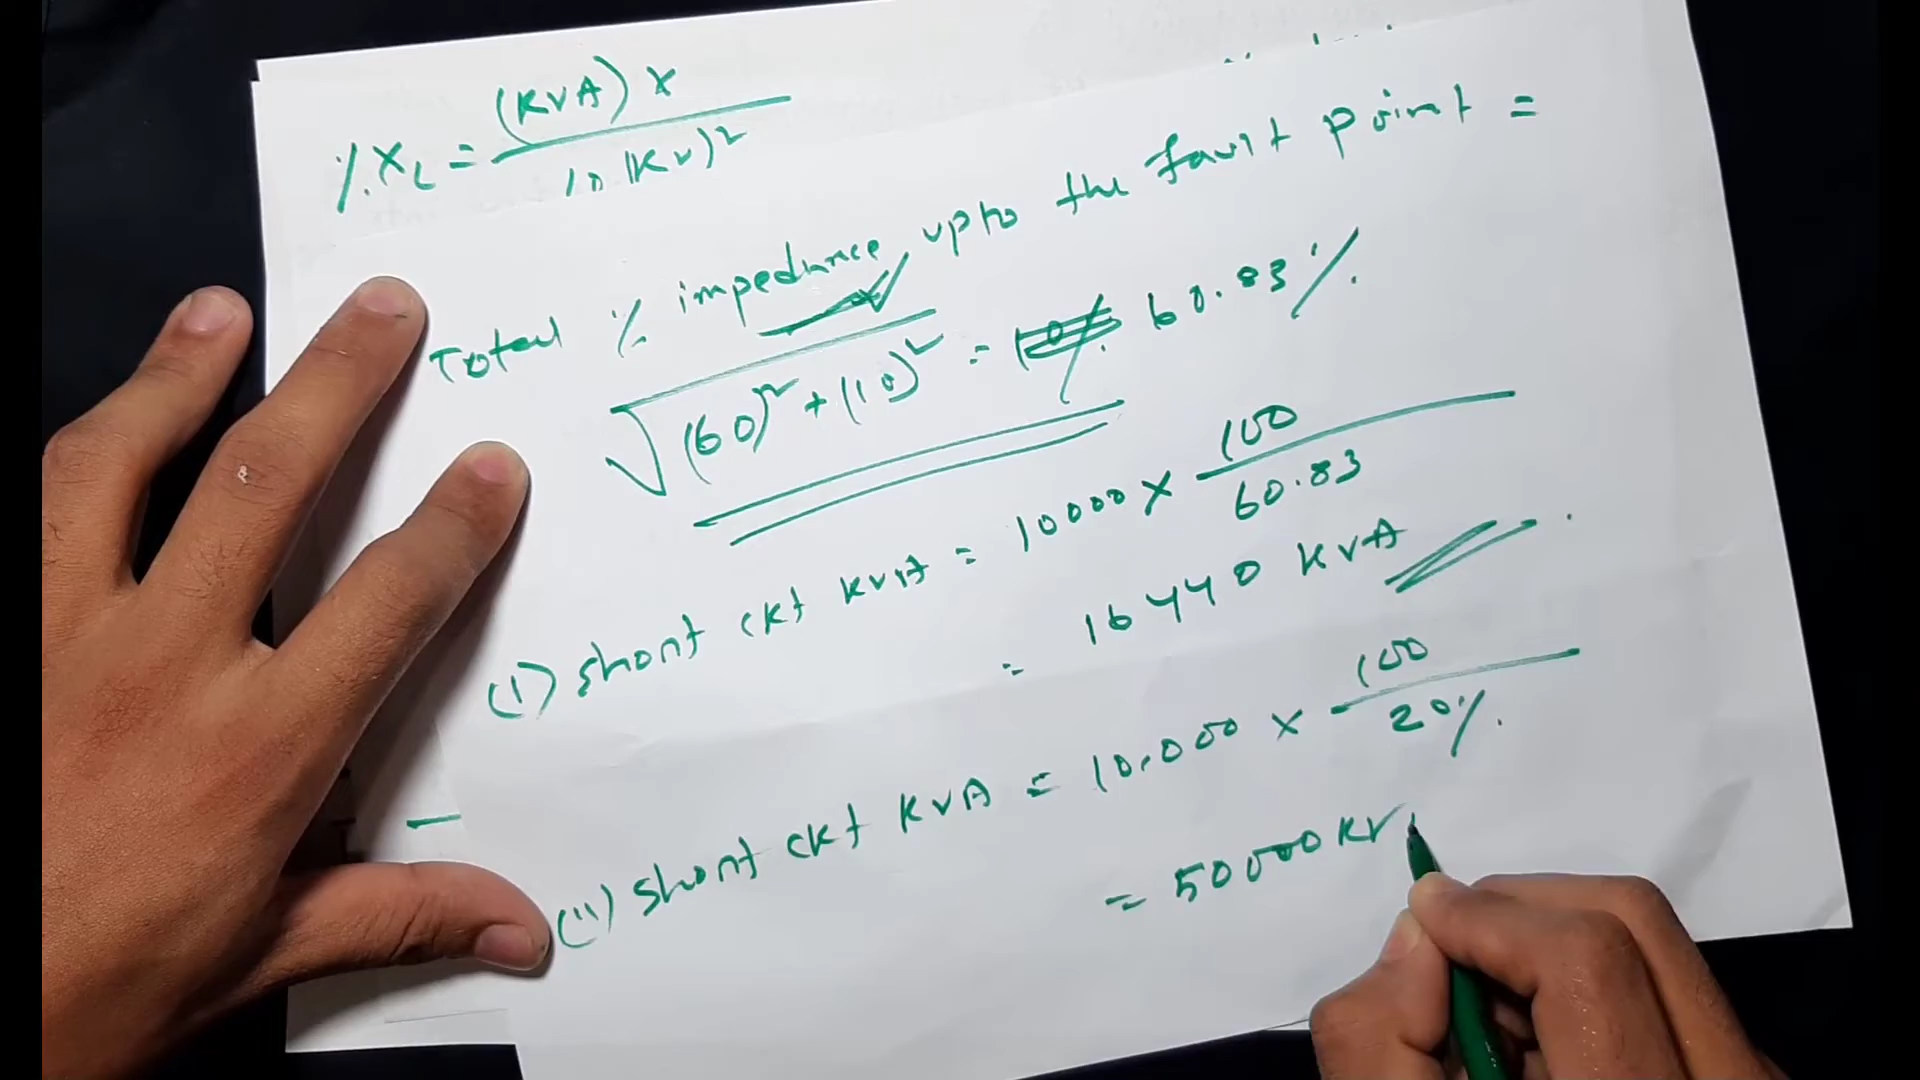 % XL = (KVA) X / 10 (KV)²
Total % impedance upto the fault point =
√(60)² + (10)² = 60.83%
(i) short ckt KVA = 10000 X 100 / 60.83
= 16440 KVA
(ii) short ckt KVA = 10,000 X 100 / 20%
= 50000 KV